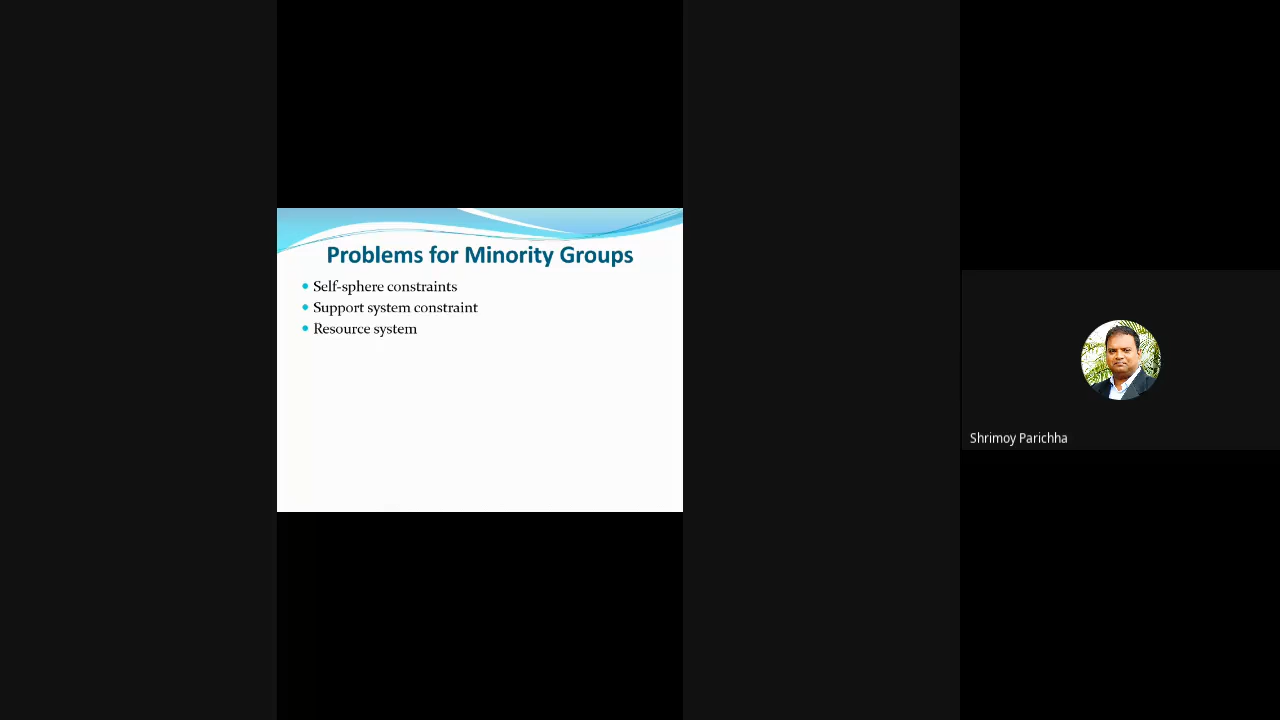 Problems for Minority Groups
Self-sphere constraints
Support system constraint
Resource system
Shrimoy Parichha